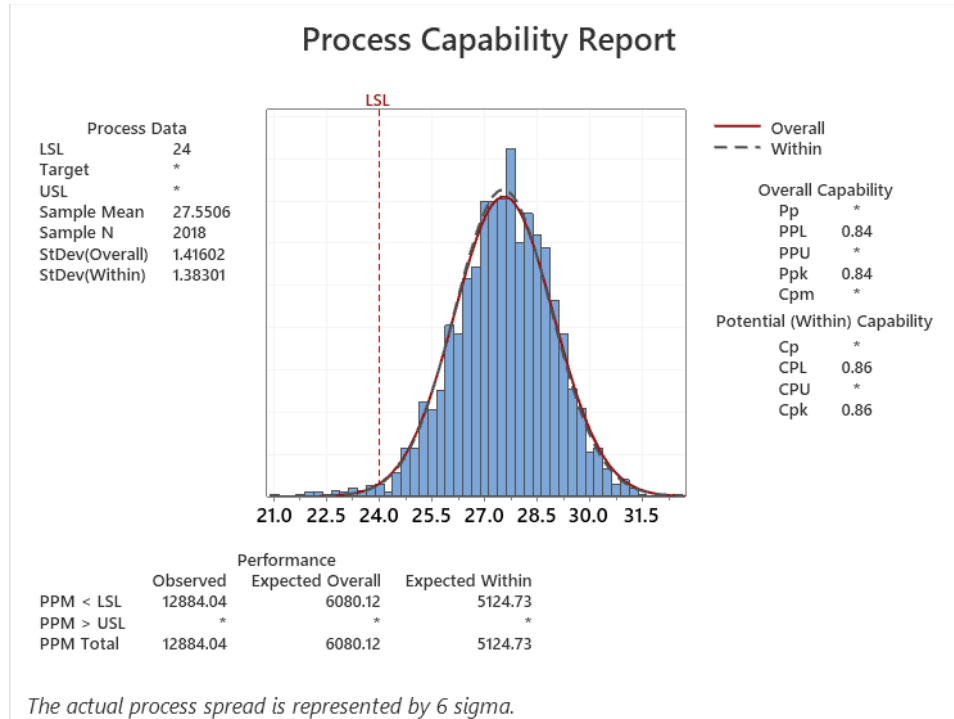 Process Capability Report
LSL
Process Data
LSL 24
Target *
USL *
Sample Mean 27.5506
Sample N 2018
StDev(Overall) 1.41602
StDev(Within) 1.38301
Overall
Within
Overall Capability
Pp *
PPL 0.84
PPU *
Ppk 0.84
Cpm *
Potential (Within) Capability
Cp *
CPL 0.86
CPU *
Cpk 0.86
21.0 22.5 24.0 25.5 27.0 28.5 30.0 31.5
Performance
Observed Expected Overall Expected Within
PPM < LSL 12884.04 6080.12 5124.73
PPM > USL * * *
PPM Total 12884.04 6080.12 5124.73
The actual process spread is represented by 6 sigma.